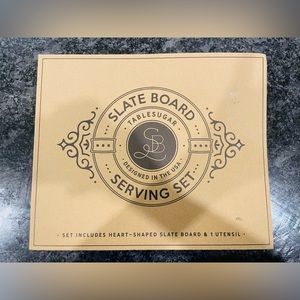 SLATE BOARD
TABLESUGAR
SB
DESIGNED IN THE USA
SERVING SET
· SET INCLUDES HEART-SHAPED SLATE BOARD & 1 UTENSIL ·